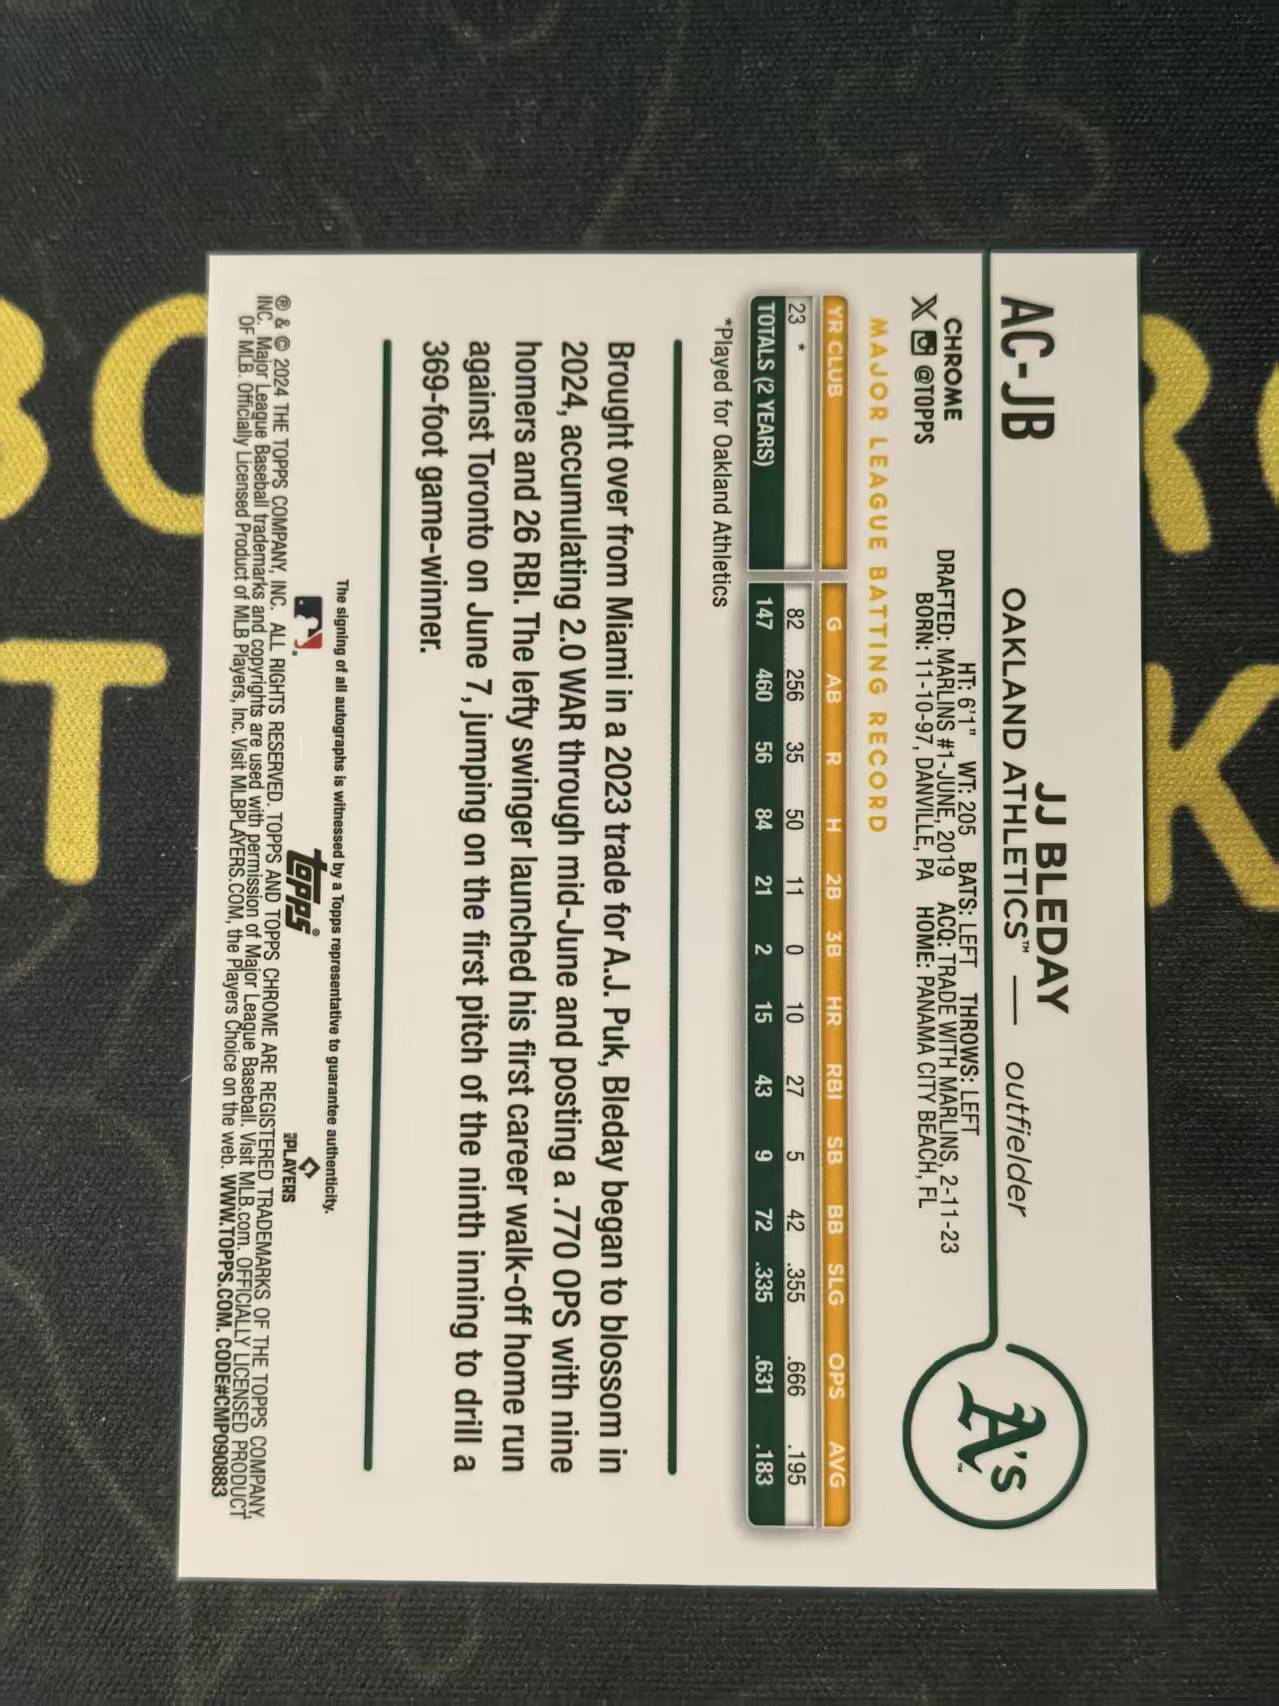 AC-JB
JJ BLEDAY
OAKLAND ATHLETICS™ — outfielder
A's™
CHROME
@TOPPS
HT: 6'1" WT: 205 BATS: LEFT THROWS: LEFT
DRAFTED: MARLINS #1-JUNE, 2019 ACQ: TRADE WITH MARLINS, 2-11-23
BORN: 11-10-97, DANVILLE, PA HOME: PANAMA CITY BEACH, FL
MAJOR LEAGUE BATTING RECORD
YR CLUB G AB R H 2B 3B HR RBI SB BB SLG OPS AVG
23 * 82 256 35 50 11 0 10 27 5 42 .355 .666 .195
TOTALS (2 YEARS) 147 460 56 84 21 2 15 43 9 72 .335 .631 .183
*Played for Oakland Athletics
Brought over from Miami in a 2023 trade for A.J. Puk, Bleday began to blossom in
2024, accumulating 2.0 WAR through mid-June and posting a .770 OPS with nine
homers and 26 RBI. The lefty swinger launched his first career walk-off home run
against Toronto on June 7, jumping on the first pitch of the ninth inning to drill a
369-foot game-winner.
The signing of all autographs is witnessed by a Topps representative to guarantee authenticity.
topps®
PLAYERS
® & © 2024 THE TOPPS COMPANY, INC. ALL RIGHTS RESERVED. TOPPS AND TOPPS CHROME ARE REGISTERED TRADEMARKS OF THE TOPPS COMPANY,
INC. Major League Baseball trademarks and copyrights are used with permission of Major League Baseball. Visit MLB.com. OFFICIALLY LICENSED PRODUCT
OF MLB. Officially Licensed Product of MLB Players, Inc. Visit MLBPLAYERS.COM, the Players Choice on the web. WWW.TOPPS.COM. CODE#CMP090883